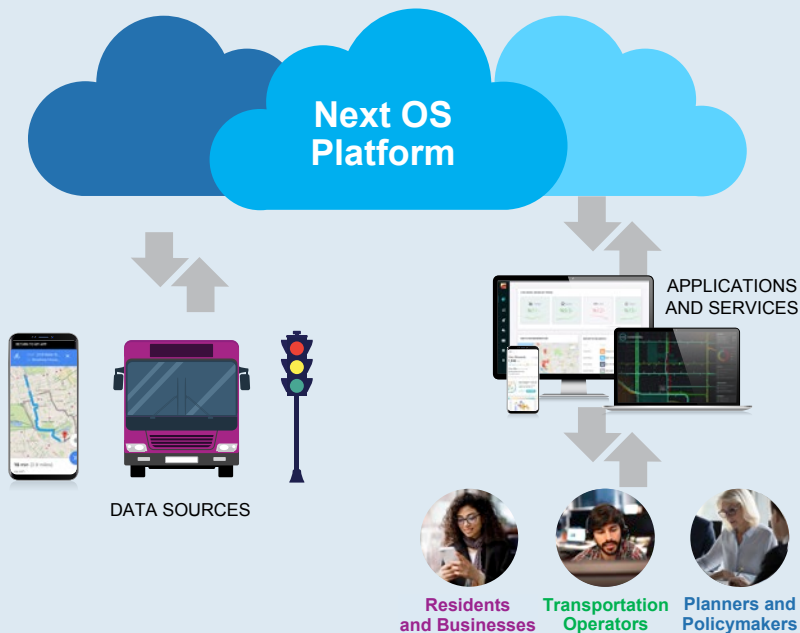 Next OS
Platform
APPLICATIONS
AND SERVICES
DATA SOURCES
Residents
and Businesses
Transportation
Operators
Planners and
Policymakers